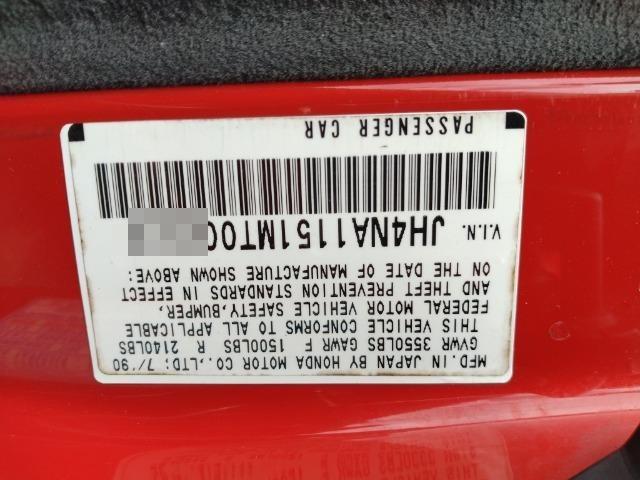 MFD.IN JAPAN BY HONDA MOTOR CO.,LTD; 7/'90
GVWR 3550LBS GAWR F 1500LBS R 2140LBS
THIS VEHICLE CONFORMS TO ALL APPLICABLE
FEDERAL MOTOR VEHICLE SAFETY,BUMPER,
AND THEFT PREVENTION STANDARDS IN EFFECT
ON THE DATE OF MANUFACTURE SHOWN ABOVE:
V.I.N. JH4NA1151MT00
PASSENGER CAR